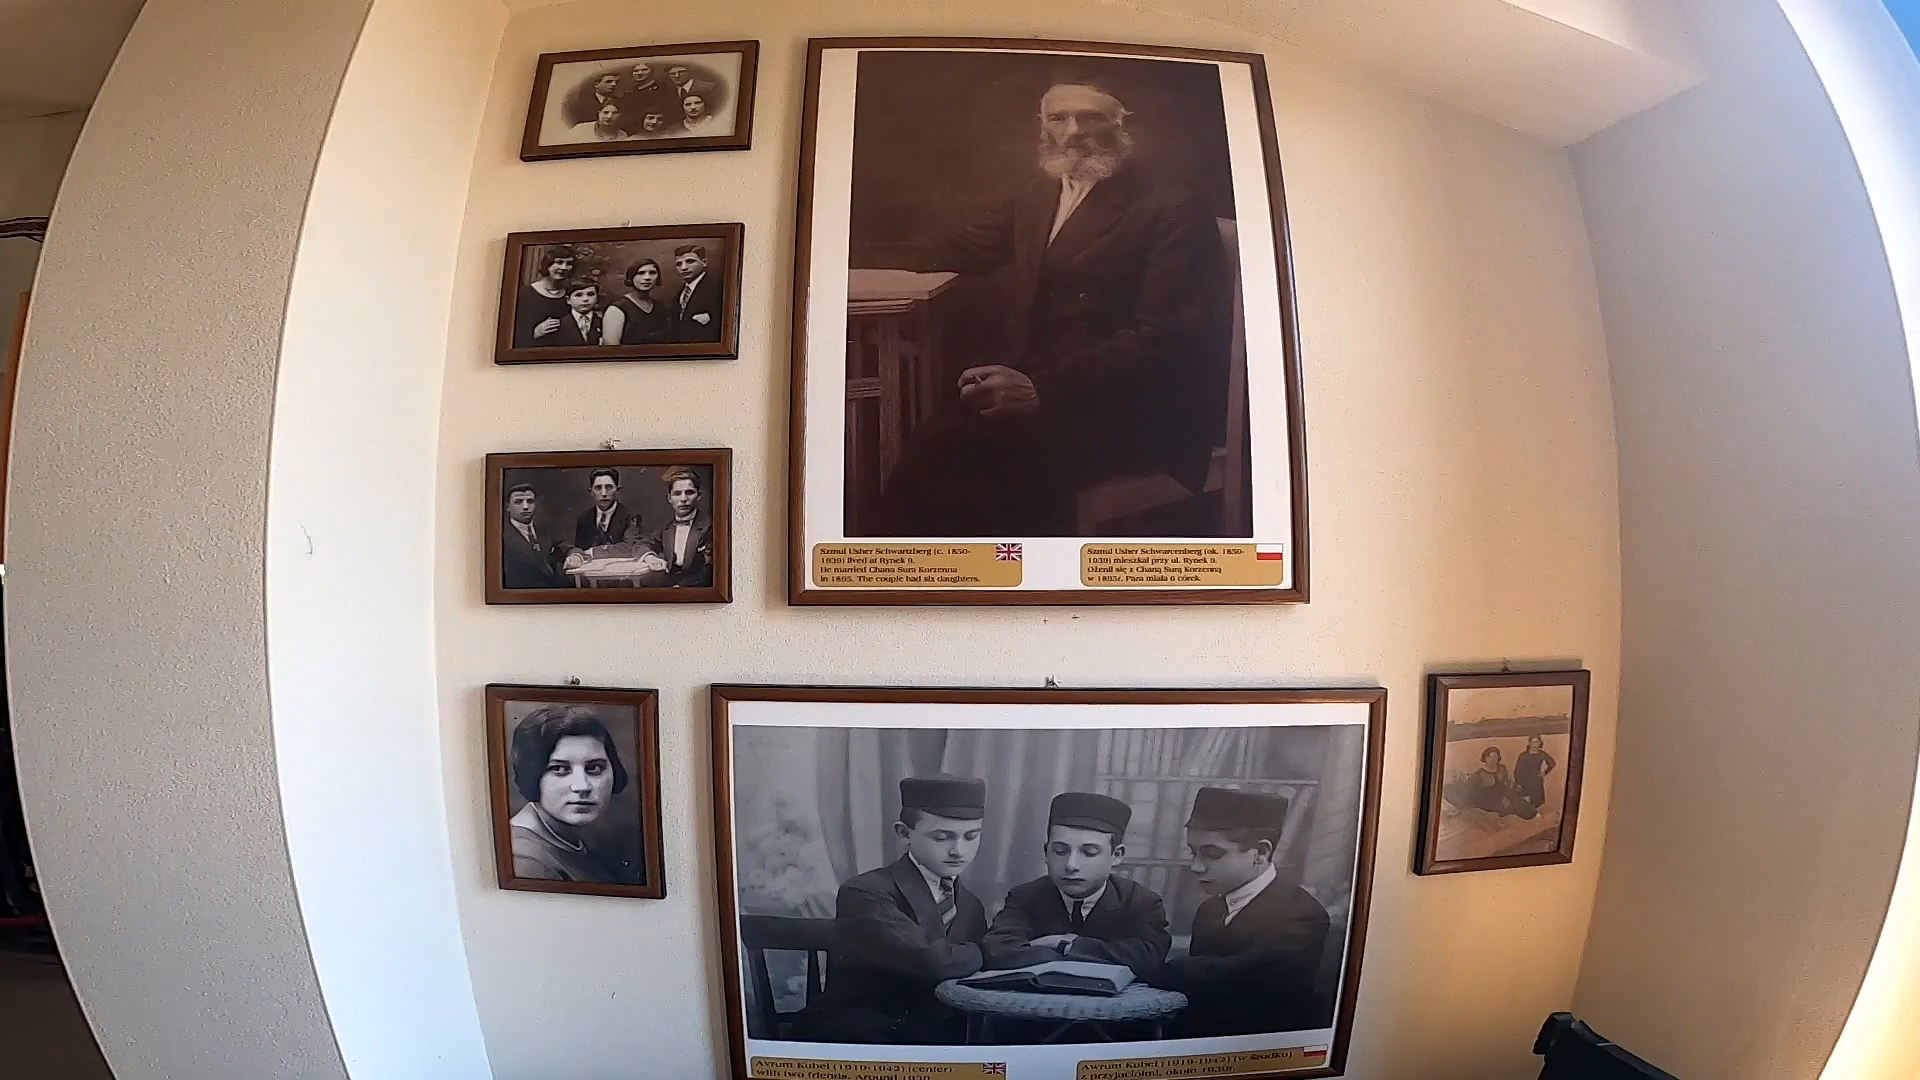 Szmul Usher Schwartzberg (c. 1850-
1939) lived at Rynek 9.
He married Chana Sura Korzenna
in 1895. The couple had six daughters.
Szmul Usher Schwarcenberg (ok. 1850-
1939) mieszkał przy ul. Rynek 9.
Ożenił się z Chaną Surą Korzenną
w 1895r. Para miała 6 córek.
Avrum Kubel (1919-1942) (center)
with two friends. Around 1930.
Awrum Kubel (1919-1942) (w środku)
z przyjaciółmi, około 1930r.